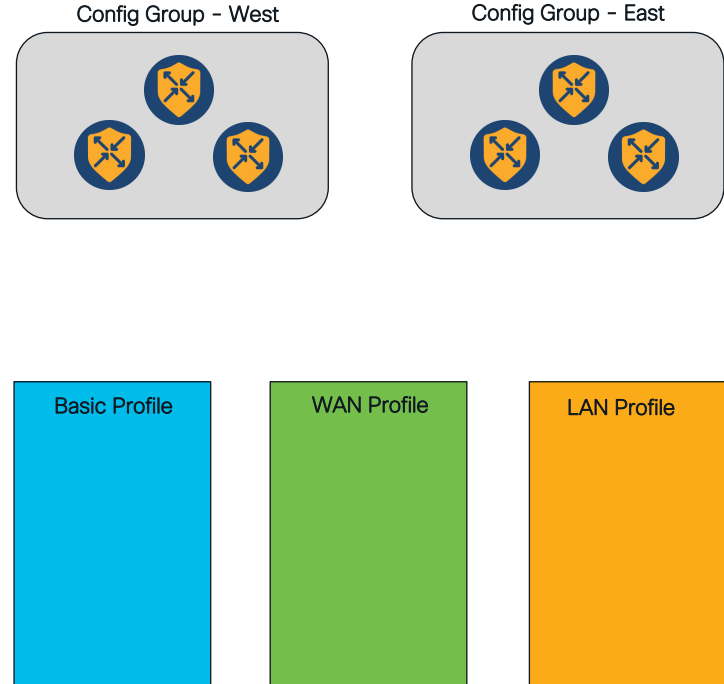 Config Group - West
Config Group - East
Basic Profile
WAN Profile
LAN Profile